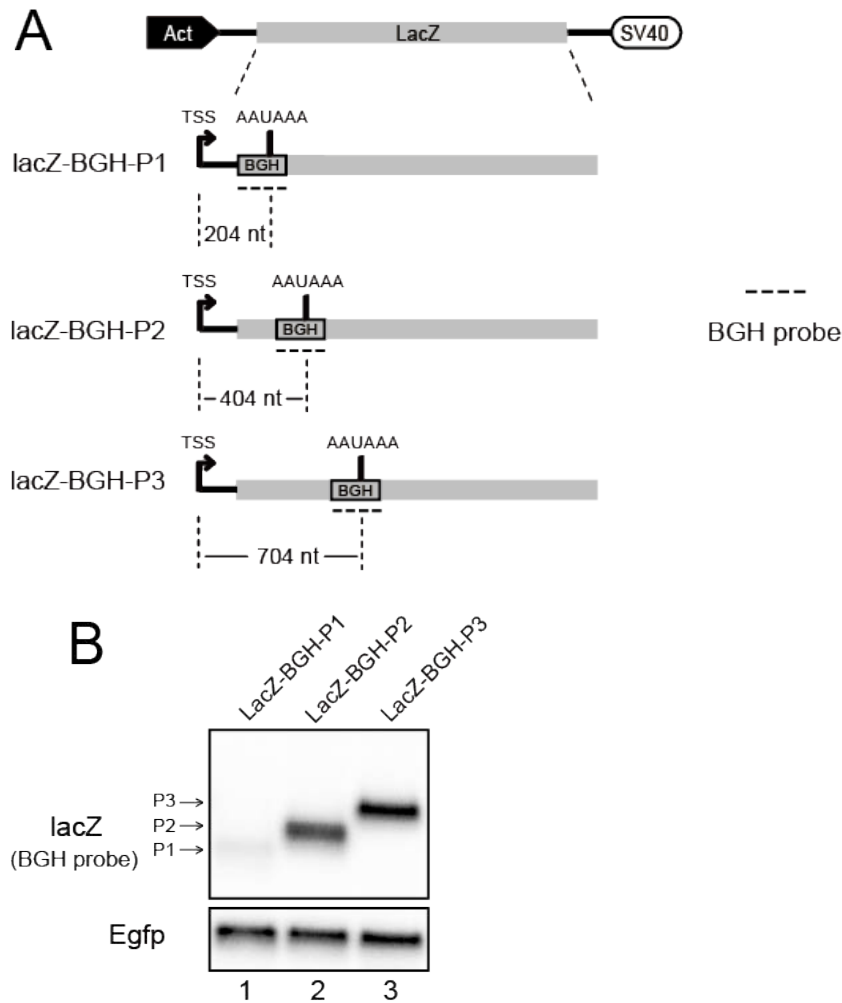 A
Act LacZ SV40
TSS AAUAAA
lacZ-BGH-P1 BGH
204 nt
TSS AAUAAA
lacZ-BGH-P2 BGH
BGH probe
404 nt
TSS AAUAAA
lacZ-BGH-P3 BGH
704 nt
B
LacZ-BGH-P1
LacZ-BGH-P2
LacZ-BGH-P3
P3
P2
P1
lacZ
(BGH probe)
Egfp
1 2 3